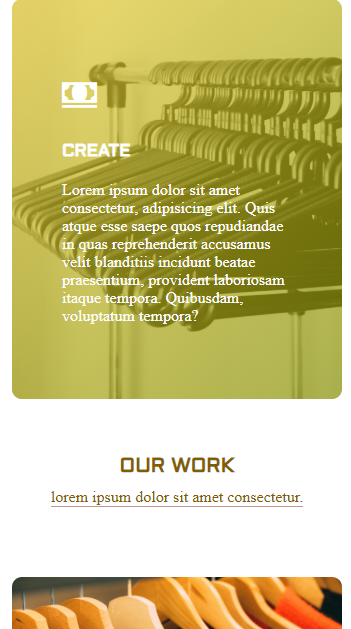 CREATE
Lorem ipsum dolor sit amet
consectetur, adipisicing elit. Quis
atque esse saepe quos repudiandae
in quas reprehenderit accusamus
velit blanditiis incidunt beatae
praesentium, provident laboriosam
itaque tempora. Quibusdam,
voluptatum tempora?
OUR WORK
lorem ipsum dolor sit amet consectetur.